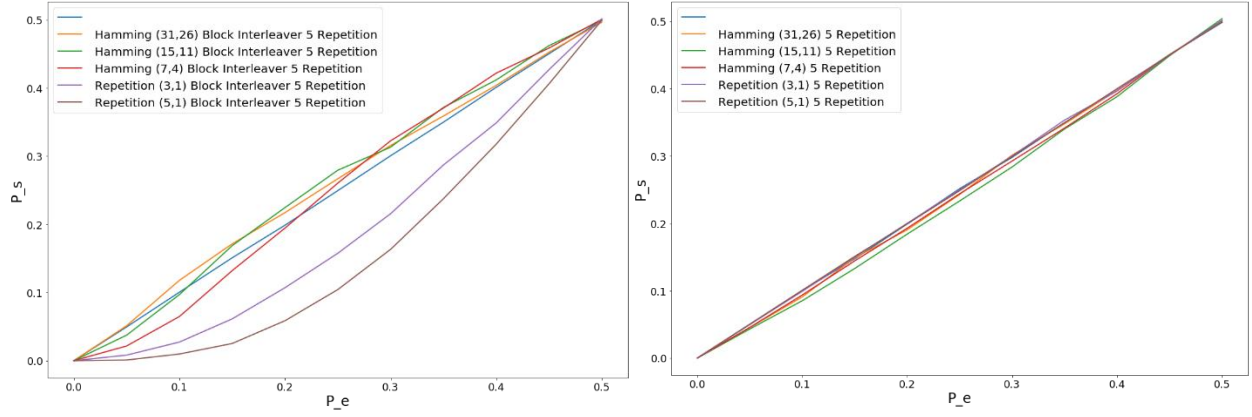 0.5
0.4
0.3
0.2
0.1
0.0
P_s
Hamming (31,26) Block Interleaver 5 Repetition
Hamming (15,11) Block Interleaver 5 Repetition
Hamming (7,4) Block Interleaver 5 Repetition
Repetition (3,1) Block Interleaver 5 Repetition
Repetition (5,1) Block Interleaver 5 Repetition
0.0 0.1 0.2 0.3 0.4 0.5
P_e
0.5
0.4
0.3
0.2
0.1
0.0
P_s
Hamming (31,26) 5 Repetition
Hamming (15,11) 5 Repetition
Hamming (7,4) 5 Repetition
Repetition (3,1) 5 Repetition
Repetition (5,1) 5 Repetition
0.0 0.1 0.2 0.3 0.4 0.5
P_e